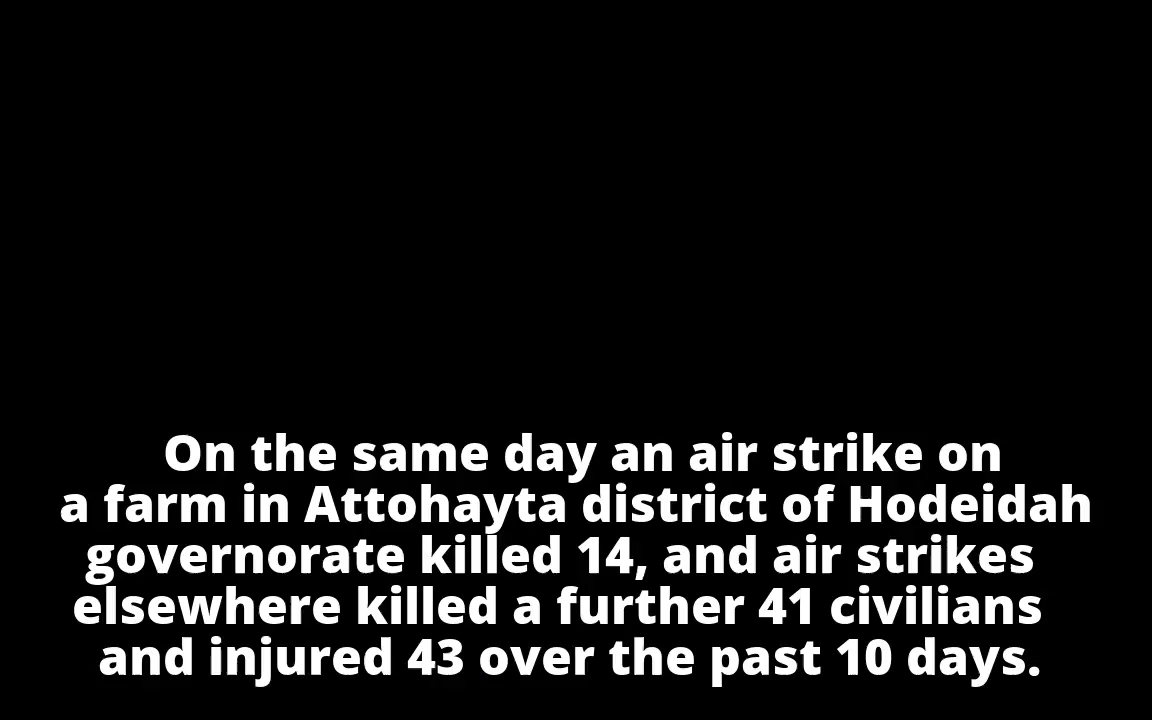 On the same day an air strike on
a farm in Attohayta district of Hodeidah
governorate killed 14, and air strikes
elsewhere killed a further 41 civilians
and injured 43 over the past 10 days.